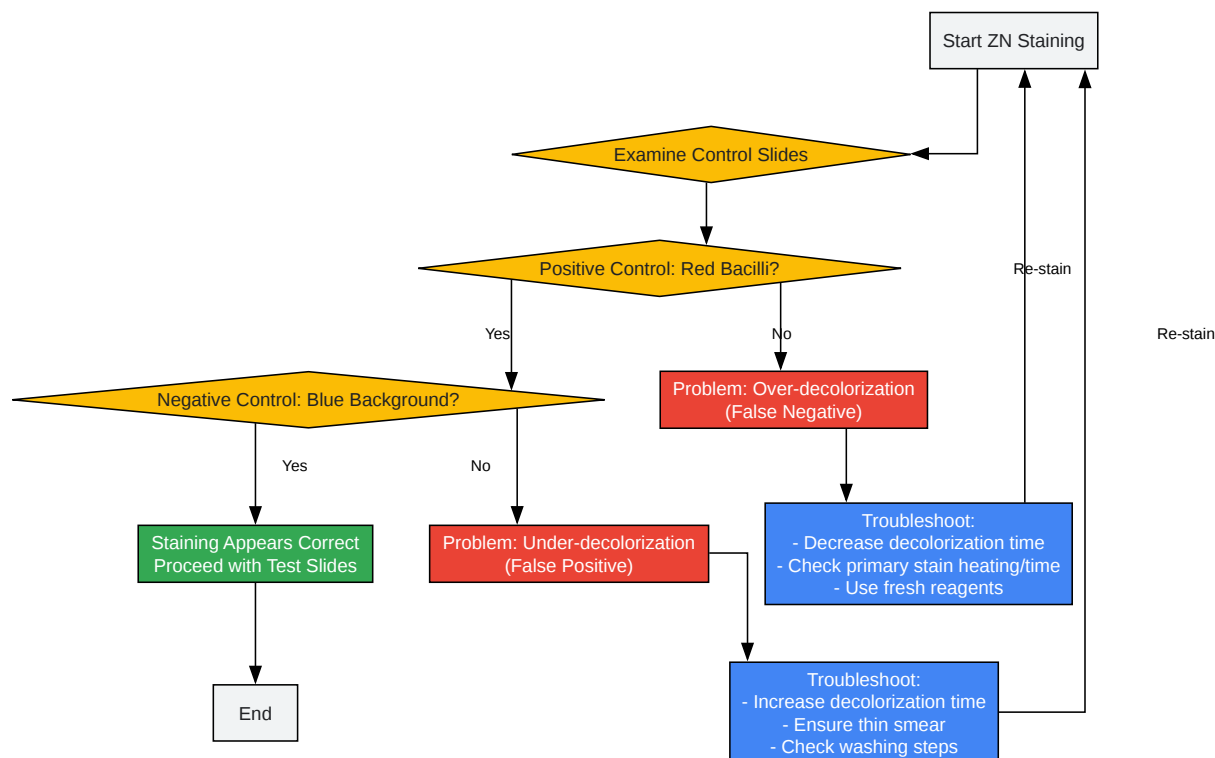 Start ZN Staining
Examine Control Slides
Positive Control: Red Bacilli?
Re-stain
Yes
No
Re-stain
Problem: Over-decolorization
(False Negative)
Negative Control: Blue Background?
Yes
No
Troubleshoot:
- Decrease decolorization time
- Check primary stain heating/time
- Use fresh reagents
Staining Appears Correct
Proceed with Test Slides
Problem: Under-decolorization
(False Positive)
Troubleshoot:
- Increase decolorization time
- Ensure thin smear
- Check washing steps
End